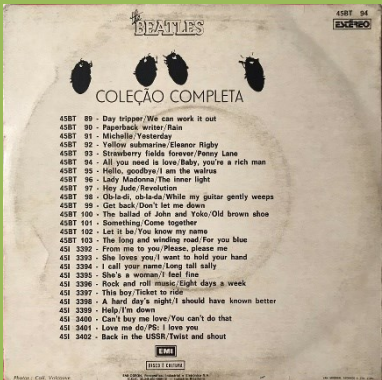 The BEATLES
45BT 94
ESTÉREO
COLEÇÃO COMPLETA
45BT 89 - Day tripper/We can work it out
45BT 90 - Paperback writer/Rain
45BT 91 - Michelle/Yesterday
45BT 92 - Yellow submarine/Eleanor Rigby
45BT 93 - Strawberry fields forever/Penny Lane
45BT 94 - All you need is love/Baby, you're a rich man
45BT 95 - Hello, goodbye/I am the walrus
45BT 96 - Lady Madonna/The inner light
45BT 97 - Hey Jude/Revolution
45BT 98 - Ob-la-di, ob-la-da/While my guitar gently weeps
45BT 99 - Get back/Don't let me down
45BT 100 - The ballad of John and Yoko/Old brown shoe
45BT 101 - Something/Come together
45BT 102 - Let it be/You know my name
45BT 103 - The long and winding road/For you blue
45I 3392 - From me to you/Please, please me
45I 3393 - She loves you/I want to hold your hand
45I 3394 - I call your name/Long tall sally
45I 3395 - She's a woman/I feel fine
45I 3396 - Rock and roll music/Eight days a week
45I 3397 - This boy/Ticket to ride
45I 3398 - A hard day's night/I should have known better
45I 3399 - Help/I'm down
45I 3400 - Can't buy me love/You can't do that
45I 3401 - Love me do/PS: I love you
45I 3402 - Back in the USSR/Twist and shout
EMI
DISCO É CULTURA